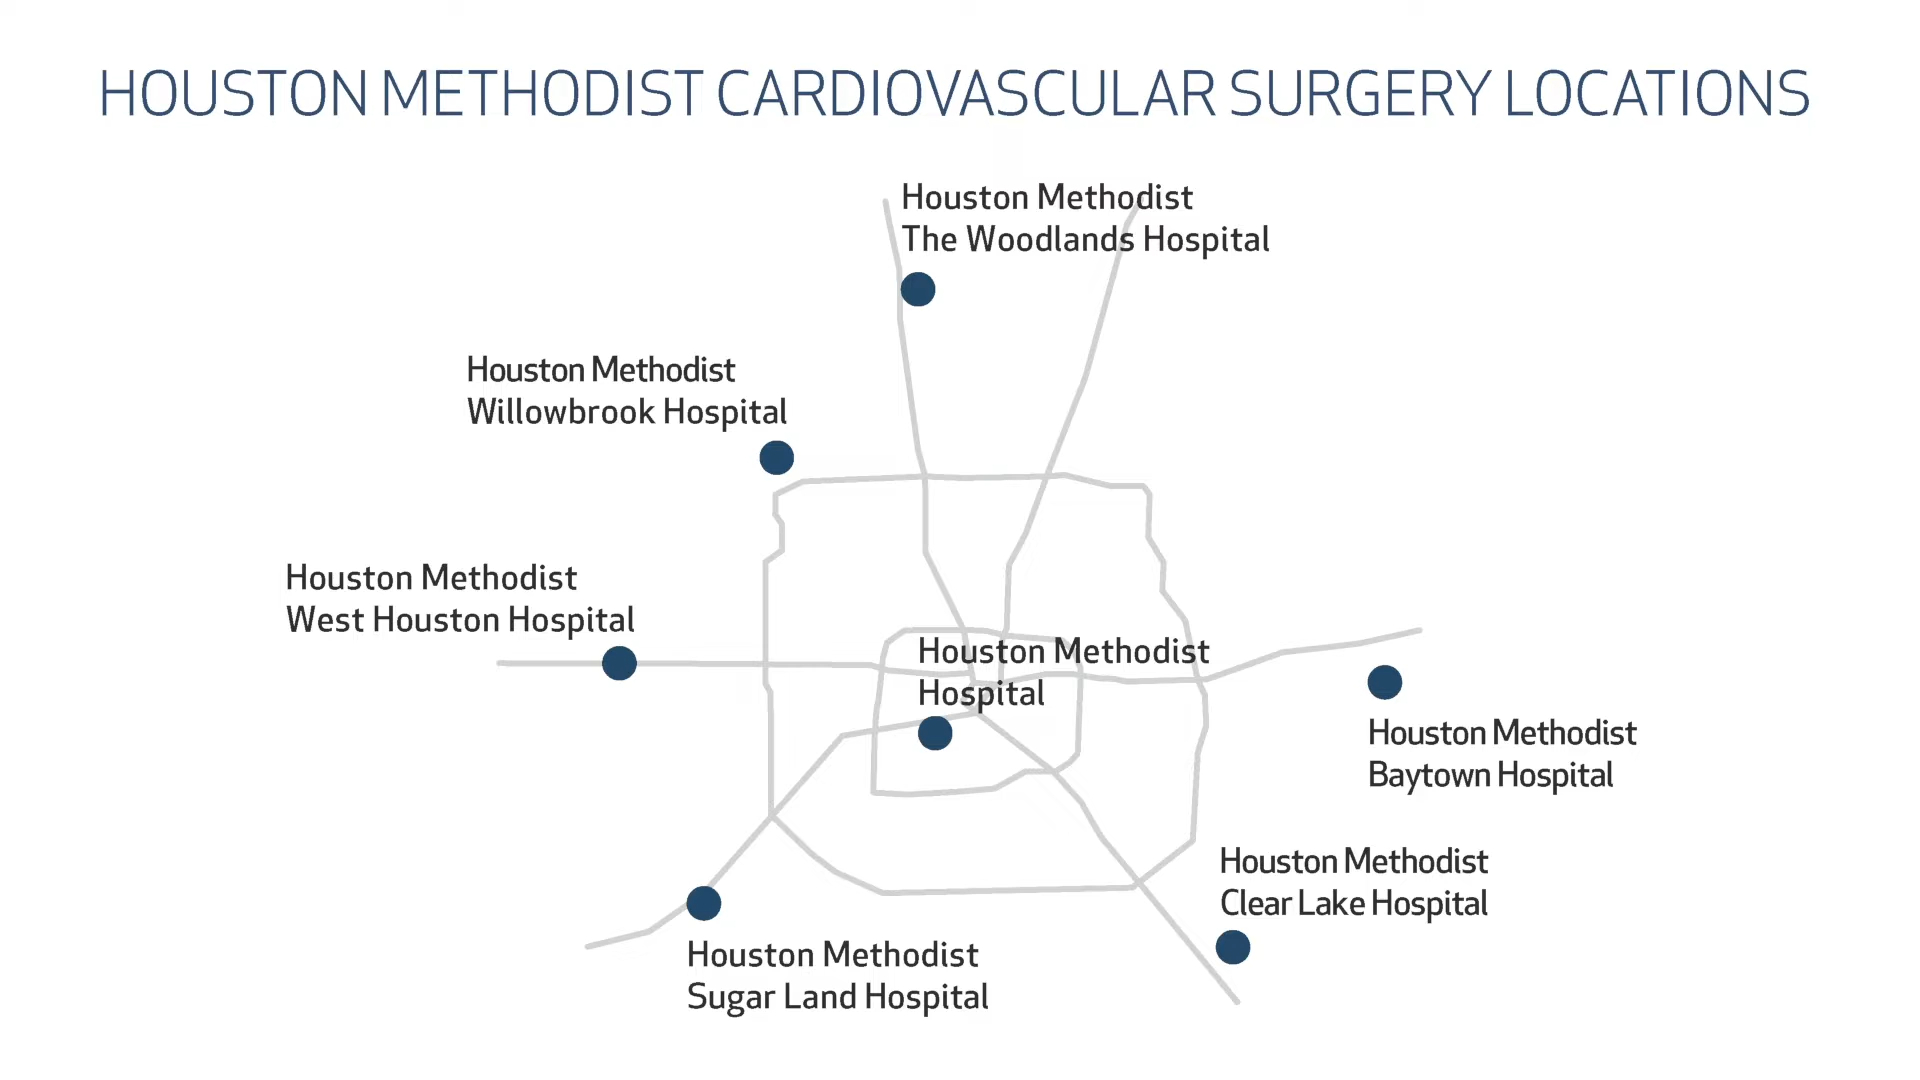 HOUSTON METHODIST CARDIOVASCULAR SURGERY LOCATIONS
Houston Methodist
The Woodlands Hospital
Houston Methodist
Willowbrook Hospital
Houston Methodist
West Houston Hospital
Houston Methodist
Hospital
Houston Methodist
Baytown Hospital
Houston Methodist
Clear Lake Hospital
Houston Methodist
Sugar Land Hospital